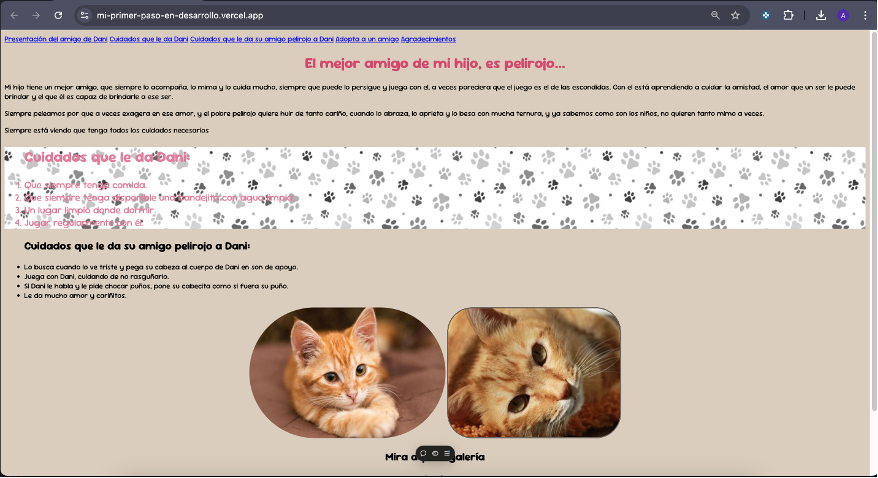 mi-primer-paso-en-desarrollo.vercel.app
A
Presentación del amigo de Dani Cuidados que le da Dani Cuidados que le da su amigo pelirojo a Dani Adopta a un amigo Agradecimientos
El mejor amigo de mi hijo, es pelirojo...
Mi hijo tiene un mejor amigo, que siempre lo acompaña, lo mima y lo cuida mucho, siempre que puede lo persigue y juega con el, a veces pareciera que el juego es el de las escondidas. Con el está aprendiendo a cuidar la amistad, el amor que un ser le puede
brindar y el que él es capaz de brindarle a ese ser.
Siempre peleamos por que a veces exagera en ese amor, y el pobre pelirojo quiere huir de tanto cariño, cuando lo abraza, lo aprieta y lo besa con mucha ternura, y ya sabemos como son los niños, no quieren tanto mimo a veces.
Siempre está viendo que tenga todos los cuidados necesarios
Cuidados que le da Dani:
1. Que siempre tenga comida.
2. Que siempre tenga disponible una bandejita con agua limpia.
3. Un lugar limpio donde dormir.
4. Jugar regularmente con él.
Cuidados que le da su amigo pelirojo a Dani:
• Lo busca cuando lo ve triste y pega su cabeza al cuerpo de Dani en son de apoyo.
• Juega con Dani, cuidando de no rasguñarlo.
• Si Dani le habla y le pide chocar puños, pone su cabecita como si fuera su puño.
• Le da mucho amor y cariñitos.
Mira a galería